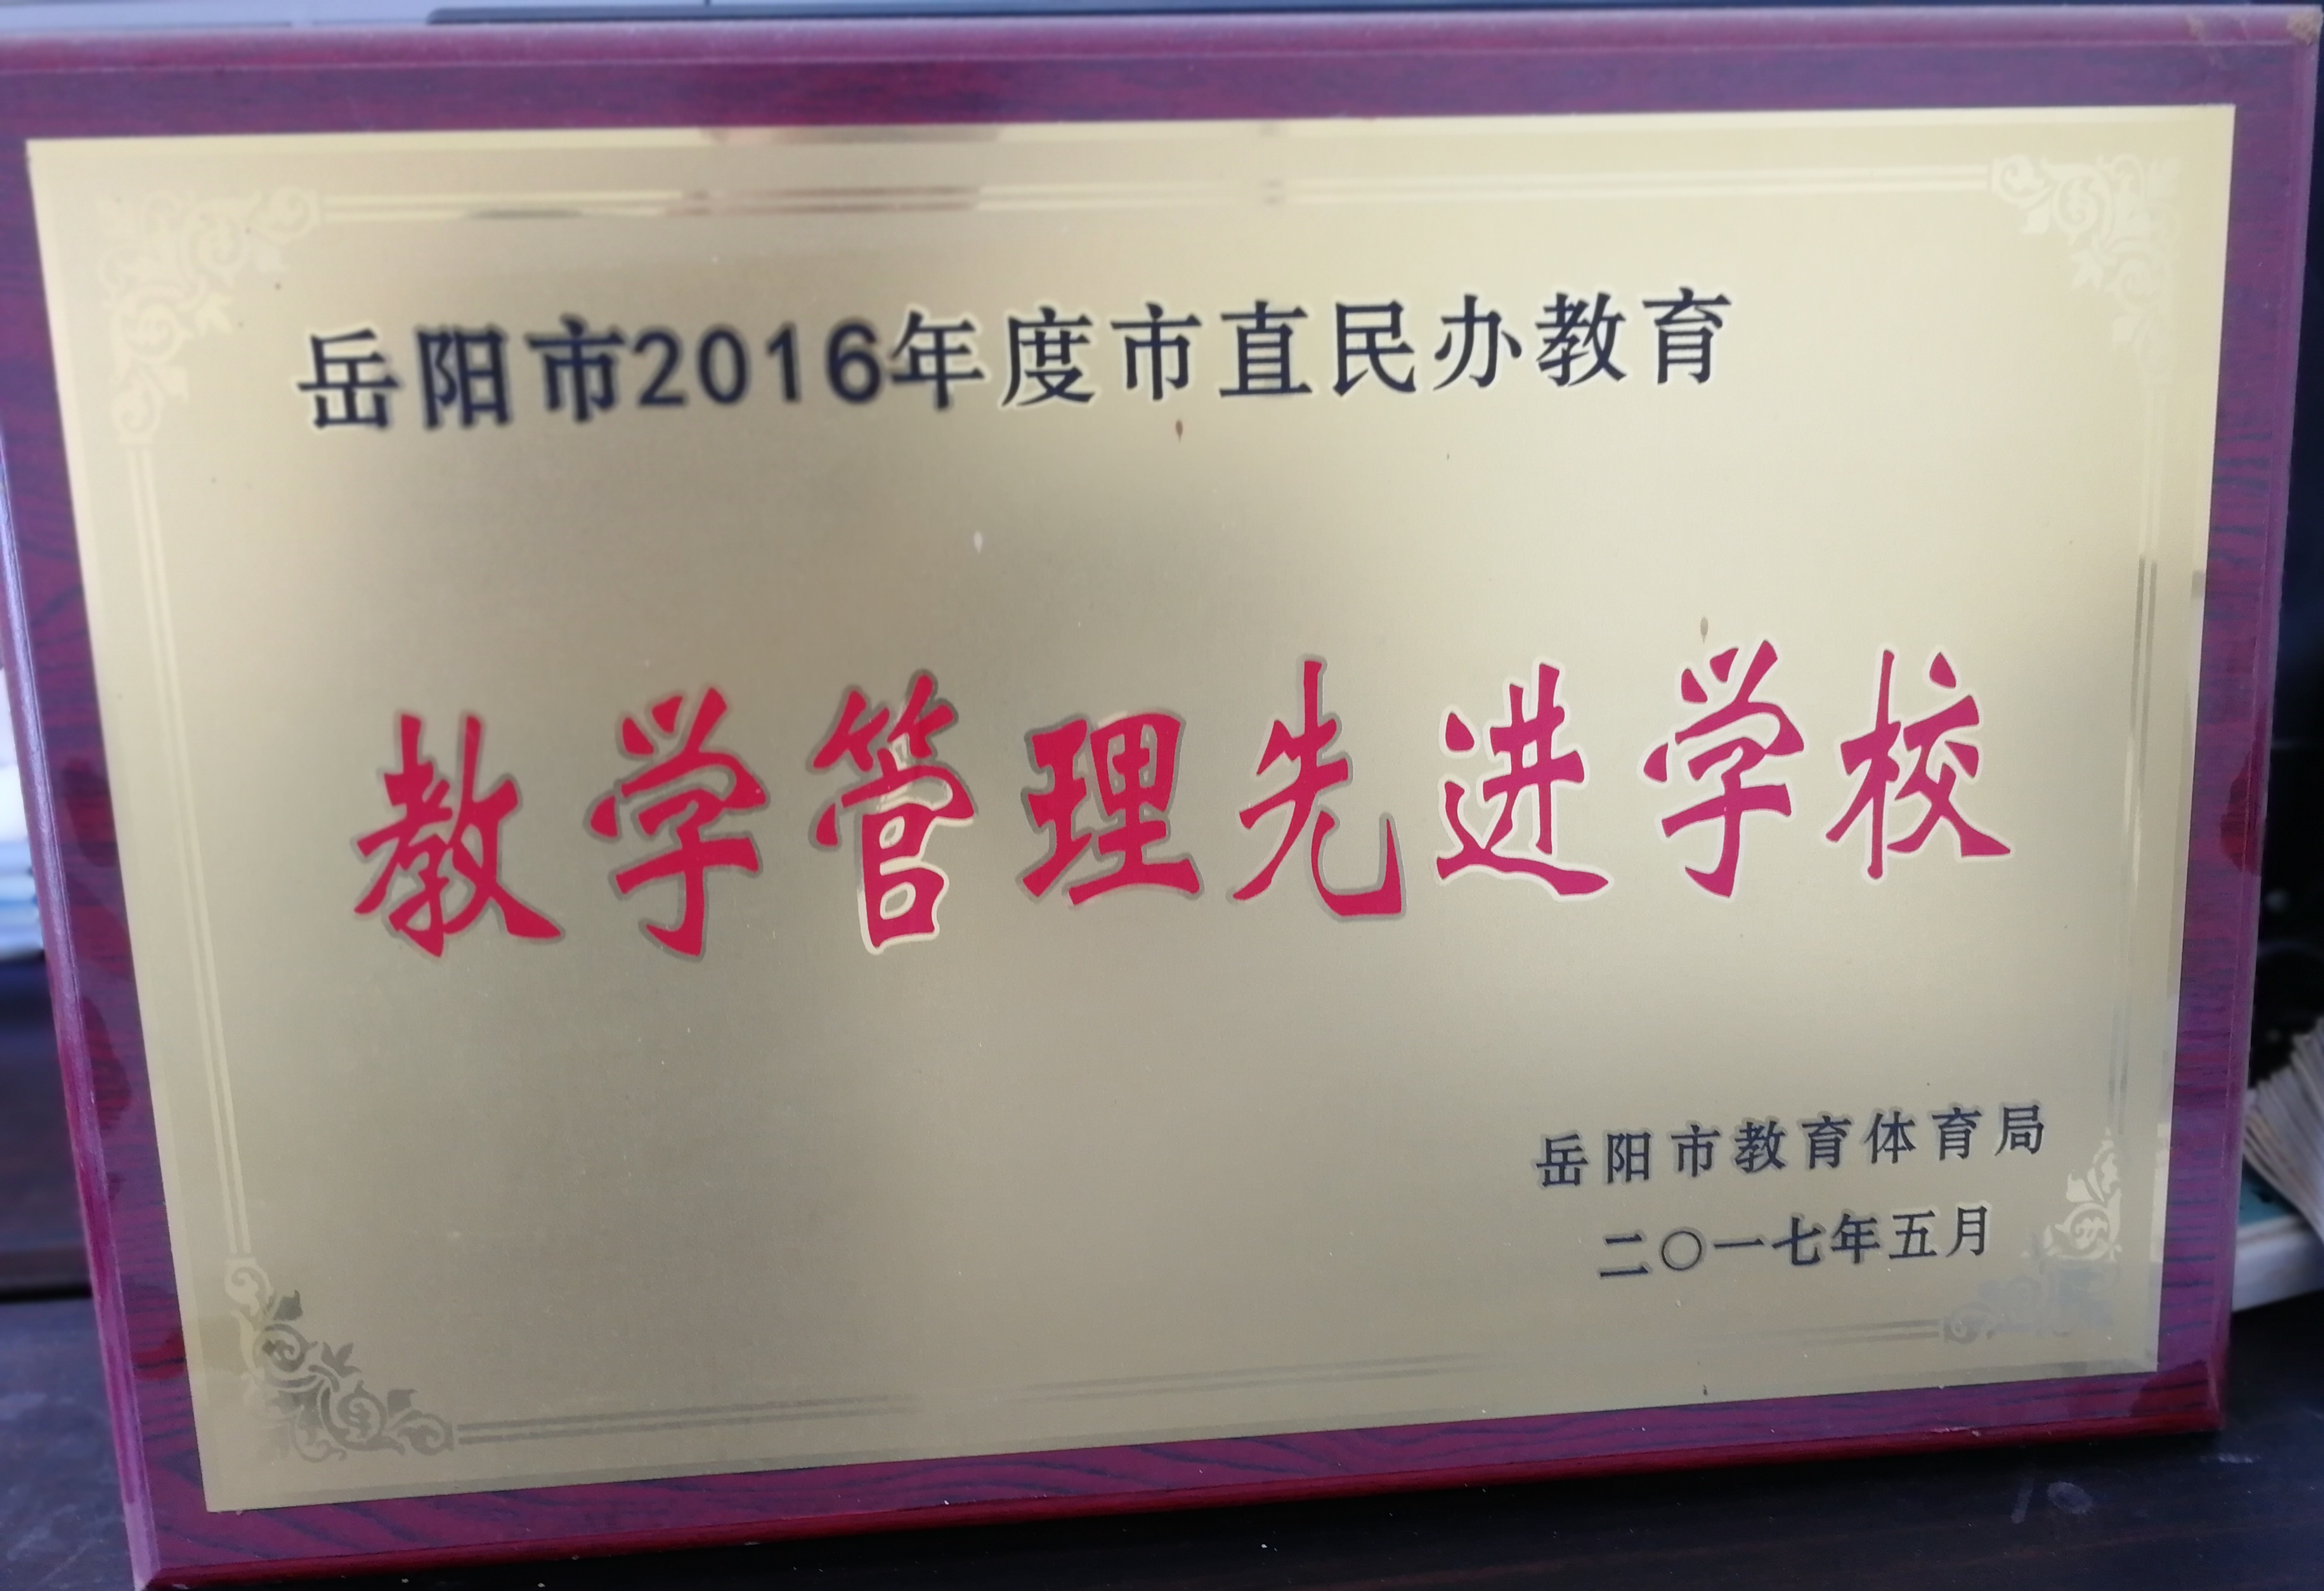 岳阳市2016年度市直民办教育
教学管理先进学校
岳阳市教育体育局
二〇一七年五月